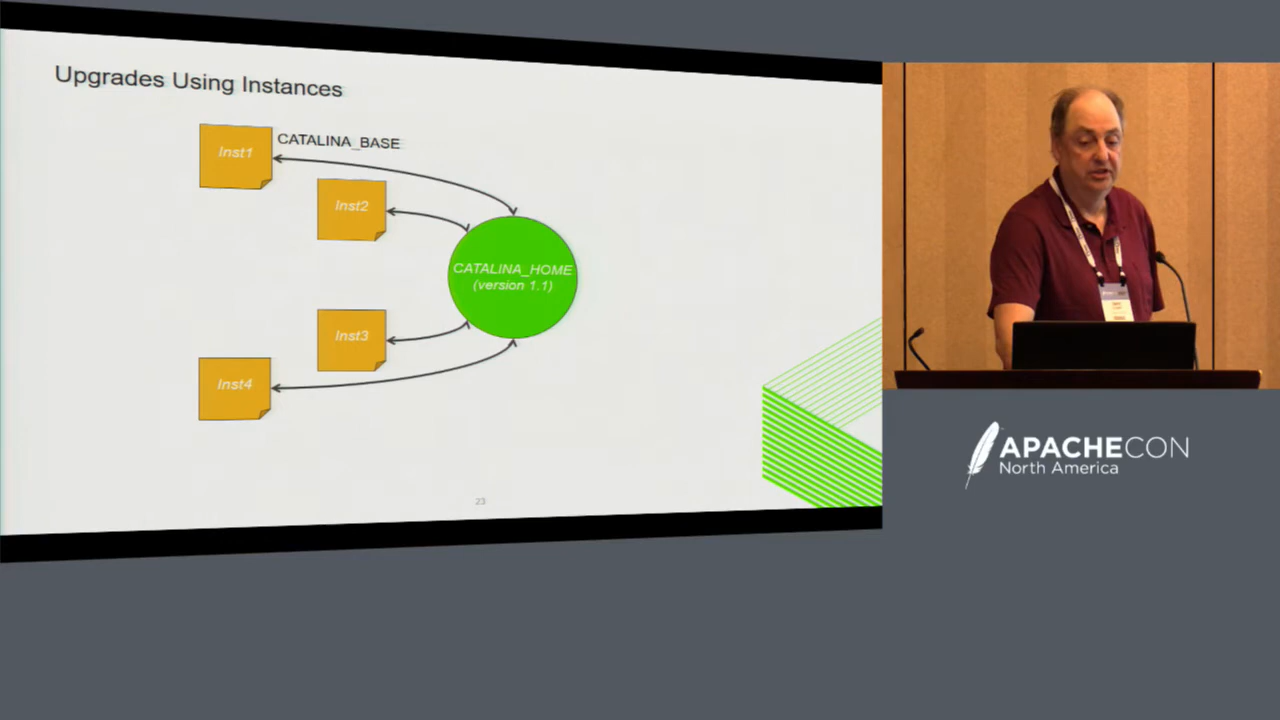 Upgrades Using Instances
Inst1
CATALINA_BASE
Inst2
CATALINA_HOME
(version 1.1)
Inst3
Inst4
23
APACHECON
North America